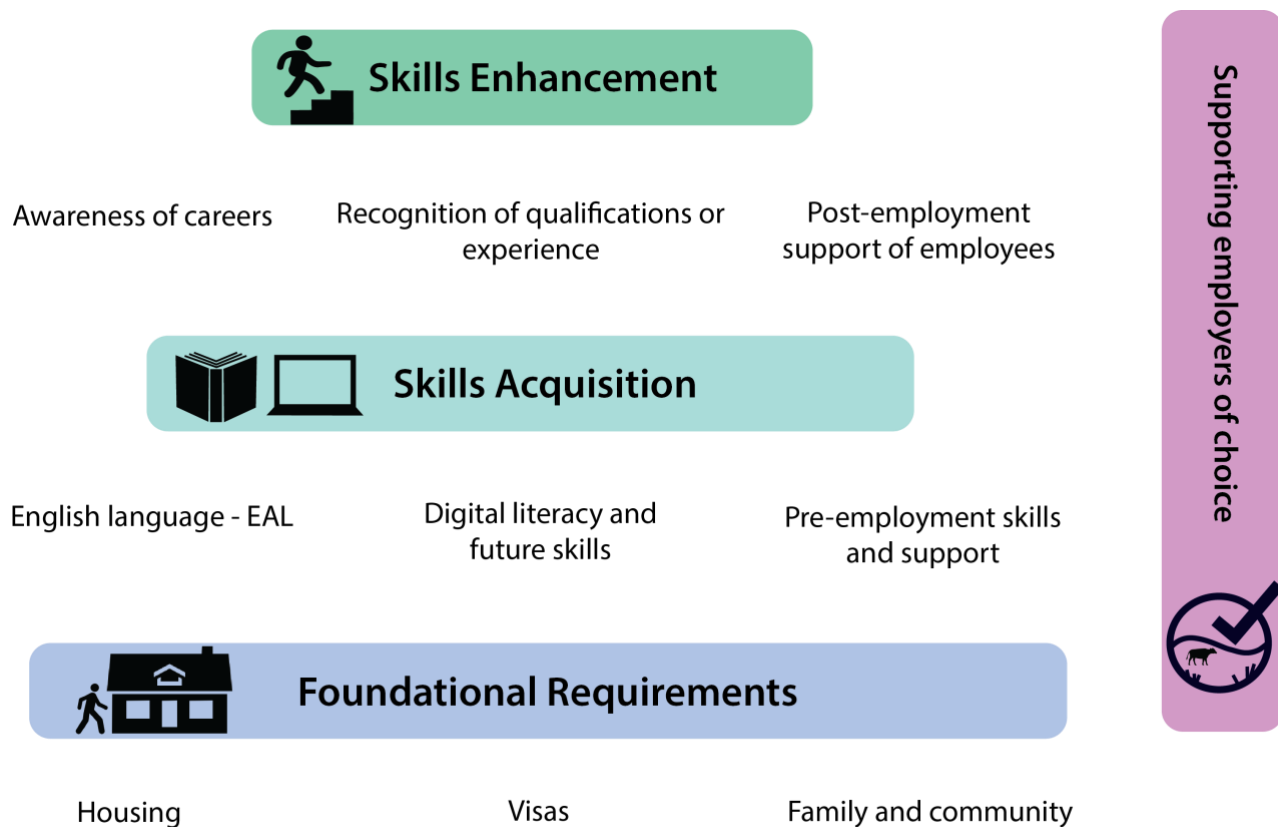 Skills Enhancement
Awareness of careers
Recognition of qualifications or
experience
Post-employment
support of employees
Skills Acquisition
English language - EAL
Digital literacy and
future skills
Pre-employment skills
and support
Foundational Requirements
Housing
Visas
Family and community
Supporting employers of choice